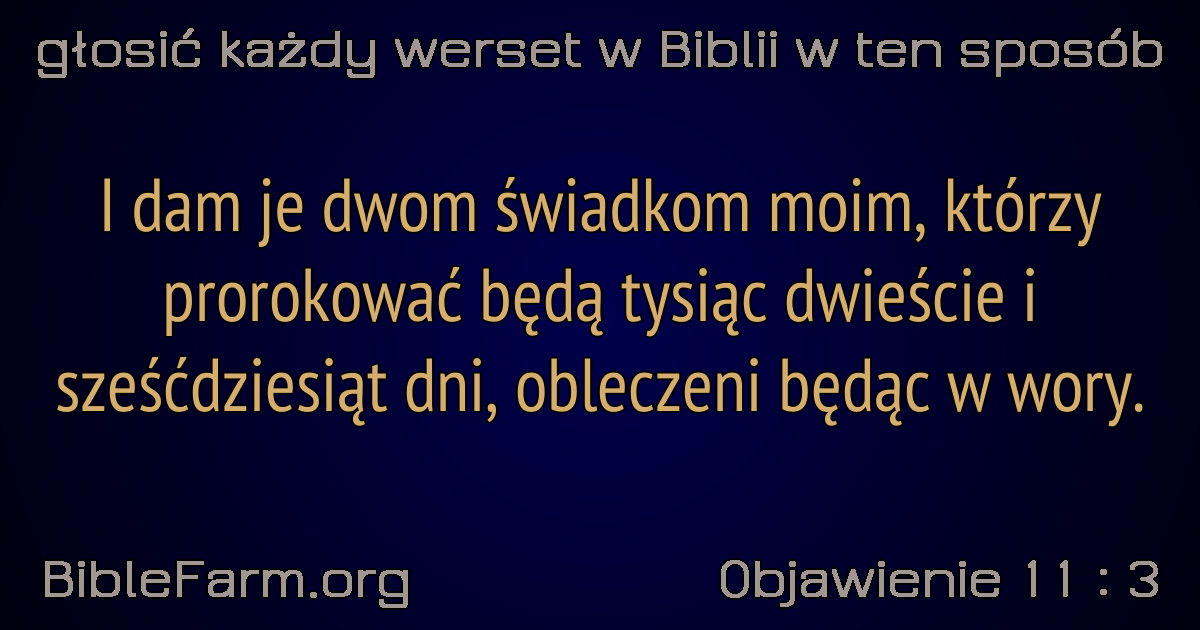 głosić każdy werset w Biblii w ten sposób
I dam je dwom świadkom moim, którzy
prorokować będą tysiąc dwieście i
sześćdziesiąt dni, obleczeni będąc w wory.
BibleFarm.org
Objawienie 11 : 3